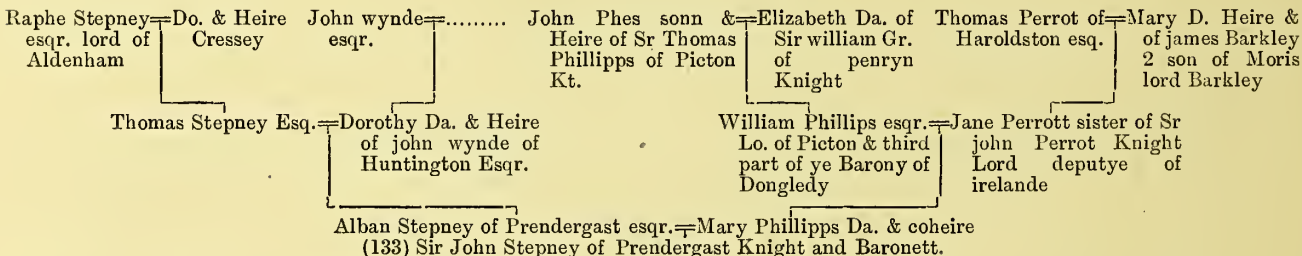 Raphe Stepney=Do. & Heire
esqr. lord of Cressey
Aldenham
John wynde=.........
esqr.
John Phes sonn &=Elizabeth Da. of
Heire of Sr Thomas Sir william Gr.
Phillipps of Picton of penryn
Kt. Knight
Thomas Perrot of=Mary D. Heire &
Haroldston esq. of james Barkley
2 son of Moris
lord Barkley
Thomas Stepney Esq.=Dorothy Da. & Heire
of john wynde of
Huntington Esqr.
William Phillips esqr.=Jane Perrott sister of Sr
Lo. of Picton & third john Perrot Knight
part of ye Barony of Lord deputye of
Dongledy irelande
Alban Stepney of Prendergast esqr.=Mary Phillipps Da. & coheire
(133) Sir John Stepney of Prendergast Knight and Baronett.